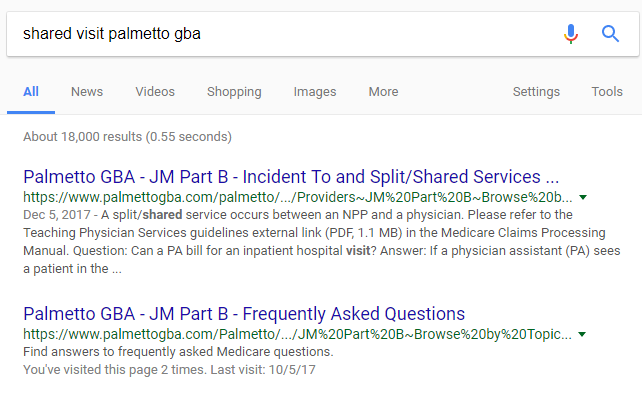 shared visit palmetto gba
All News Videos Shopping Images More Settings Tools
About 18,000 results (0.55 seconds)
Palmetto GBA - JM Part B - Incident To and Split/Shared Services ...
https://www.palmettogba.com/palmetto/.../Providers~JM%20Part%20B~Browse%20b...
Dec 5, 2017 - A split/shared service occurs between an NPP and a physician. Please refer to the
Teaching Physician Services guidelines external link (PDF, 1.1 MB) in the Medicare Claims Processing
Manual. Question: Can a PA bill for an inpatient hospital visit? Answer: If a physician assistant (PA) sees
a patient in the ...
Palmetto GBA - JM Part B - Frequently Asked Questions
https://www.palmettogba.com/Palmetto/.../JM%20Part%20B~Browse%20by%20Topic...
Find answers to frequently asked Medicare questions.
You've visited this page 2 times. Last visit: 10/5/17